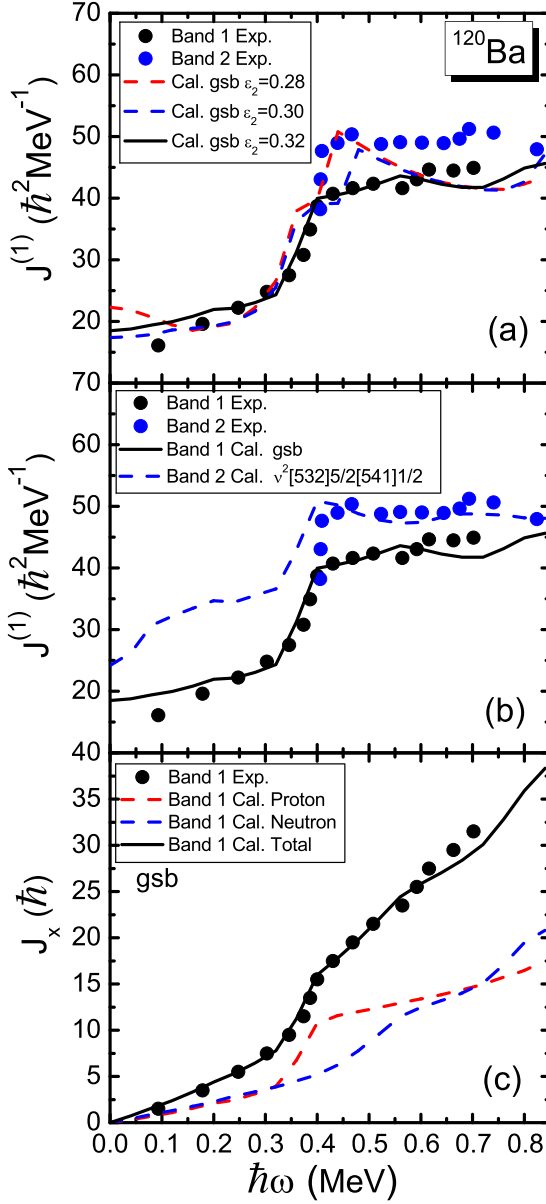 ¹²⁰Ba
Band 1 Exp.
Band 2 Exp.
Cal. gsb ε₂=0.28
Cal. gsb ε₂=0.30
Cal. gsb ε₂=0.32
J⁽¹⁾ (ℏ²MeV⁻¹)
70
60
50
40
30
20
(a)
Band 1 Exp.
Band 2 Exp.
Band 1 Cal. gsb
Band 2 Cal. ν²[532]5/2[541]1/2
J⁽¹⁾ (ℏ²MeV⁻¹)
70
60
50
40
30
20
(b)
Band 1 Exp.
Band 1 Cal. Proton
Band 1 Cal. Neutron
Band 1 Cal. Total
gsb
Jₓ (ℏ)
40
35
30
25
20
15
10
5
0
(c)
0.0 0.1 0.2 0.3 0.4 0.5 0.6 0.7 0.8
ℏω (MeV)